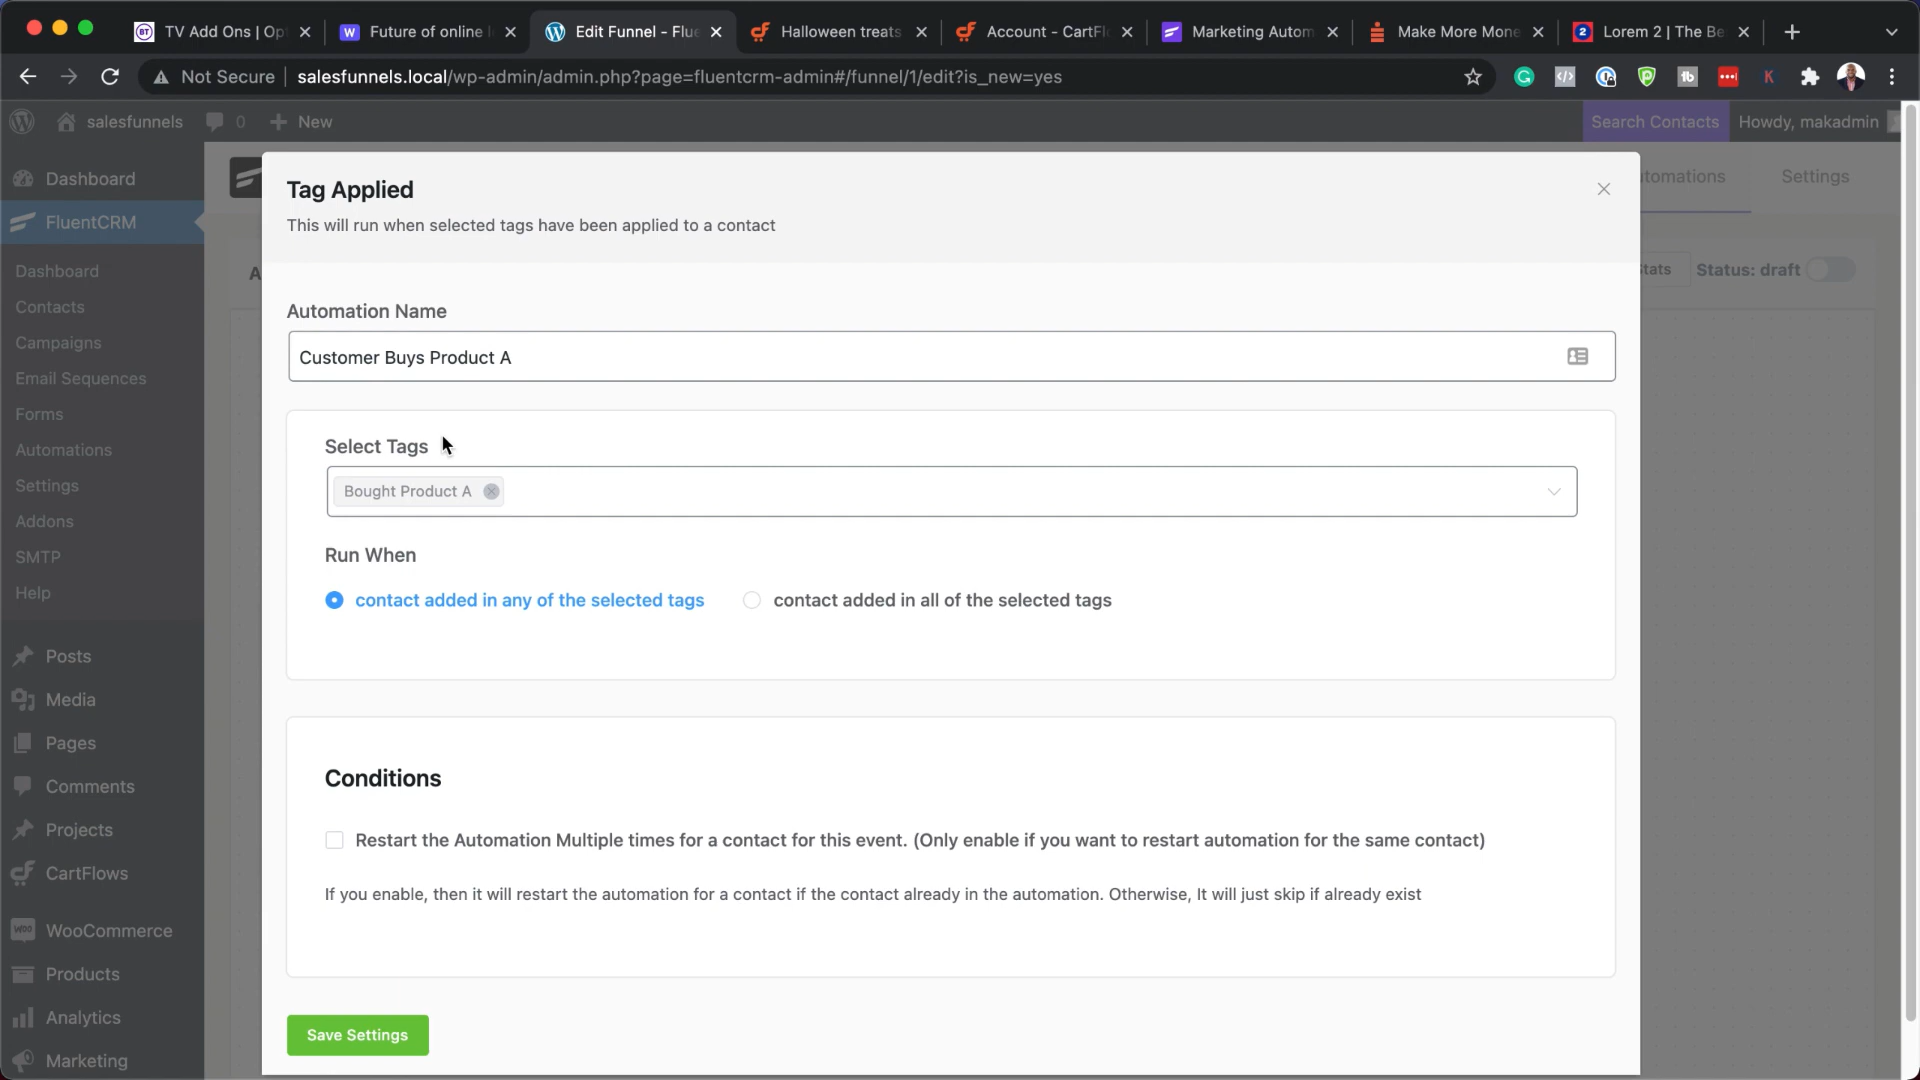 TV Add Ons | Op
Future of online
Edit Funnel - Flue
Halloween treats
Account - CartFl
Marketing Autom
Make More Mone
Lorem 2 | The Be
Not Secure
salesfunnels.local/wp-admin/admin.php?page=fluentcrm-admin#/funnel/1/edit?is_new=yes
salesfunnels
0
New
Search Contacts
Howdy, makadmin
Dashboard
FluentCRM
Dashboard
Contacts
Campaigns
Email Sequences
Forms
Automations
Settings
Addons
SMTP
Help
Posts
Media
Pages
Comments
Projects
CartFlows
WooCommerce
Products
Analytics
Marketing
utomations
Settings
A
tats
Status: draft
Tag Applied
This will run when selected tags have been applied to a contact
Automation Name
Customer Buys Product A
Select Tags
Bought Product A
Run When
contact added in any of the selected tags
contact added in all of the selected tags
Conditions
Restart the Automation Multiple times for a contact for this event. (Only enable if you want to restart automation for the same contact)
If you enable, then it will restart the automation for a contact if the contact already in the automation. Otherwise, It will just skip if already exist
Save Settings